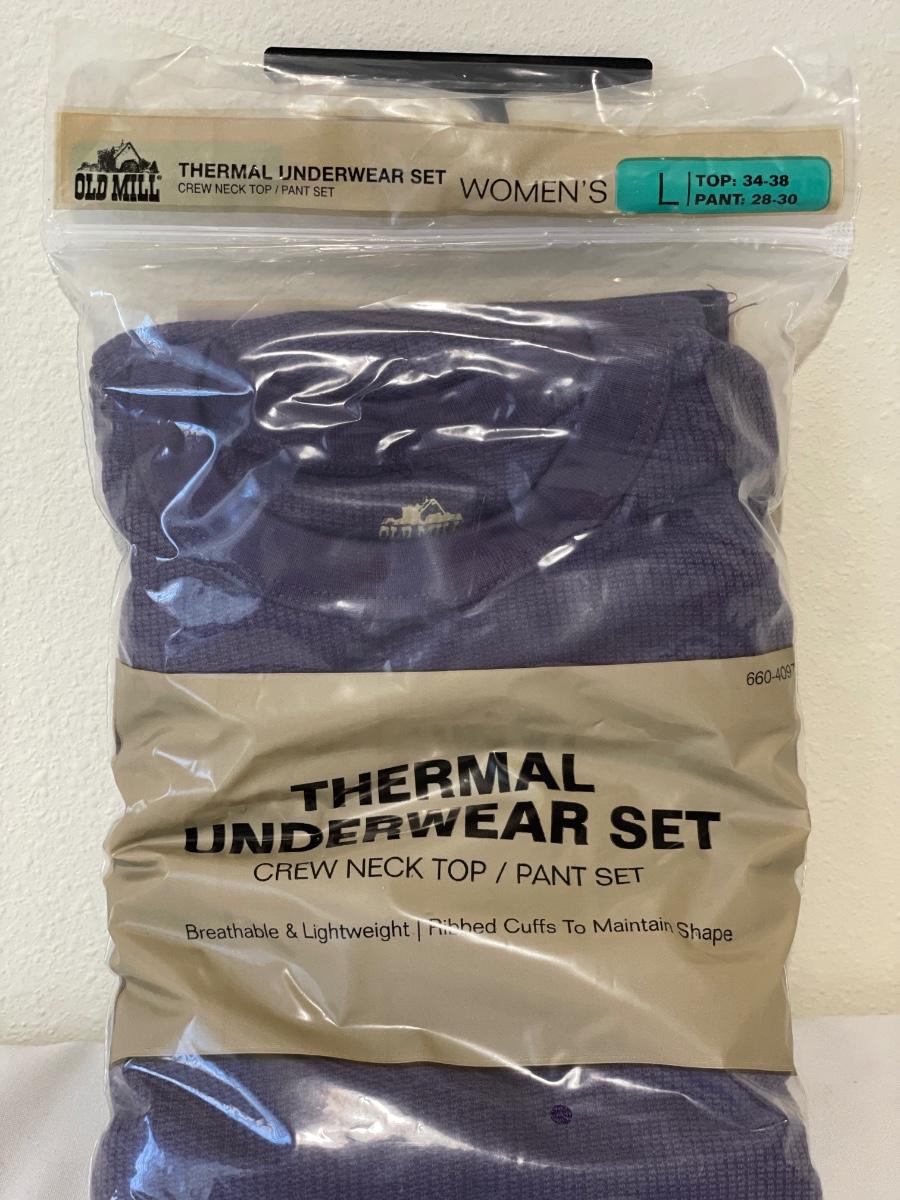 OLD MILL
THERMAL UNDERWEAR SET
CREW NECK TOP / PANT SET
WOMEN'S
L
TOP: 34-38
PANT: 28-30
OLD MILL
660-4097
THERMAL
UNDERWEAR SET
CREW NECK TOP / PANT SET
Breathable & Lightweight | Ribbed Cuffs To Maintain Shape